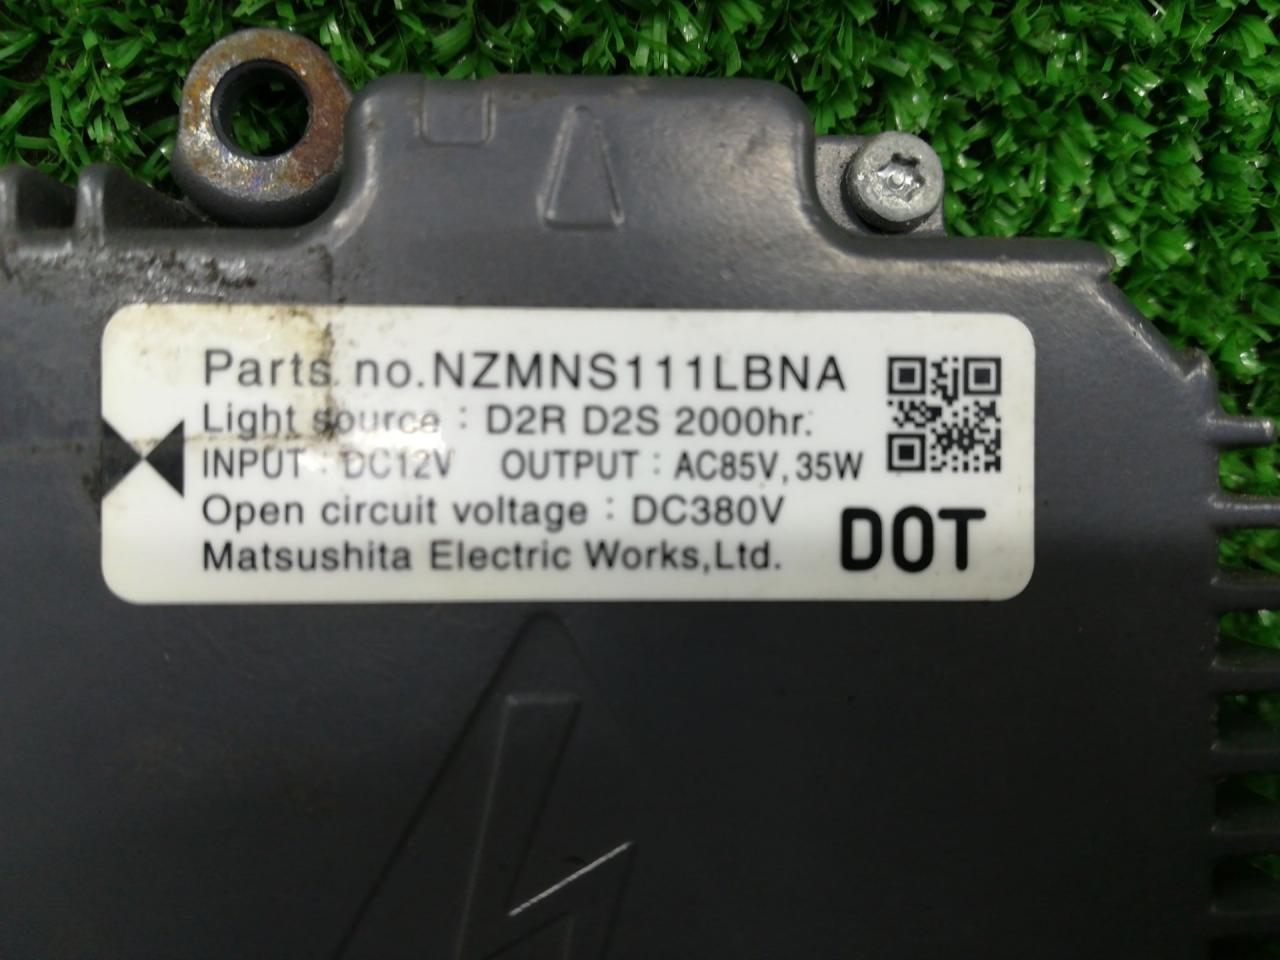 Parts no.NZMNS111LBNA
Light source : D2R D2S 2000hr.
INPUT : DC12V OUTPUT : AC85V,35W
Open circuit voltage : DC380V
Matsushita Electric Works,Ltd.
DOT